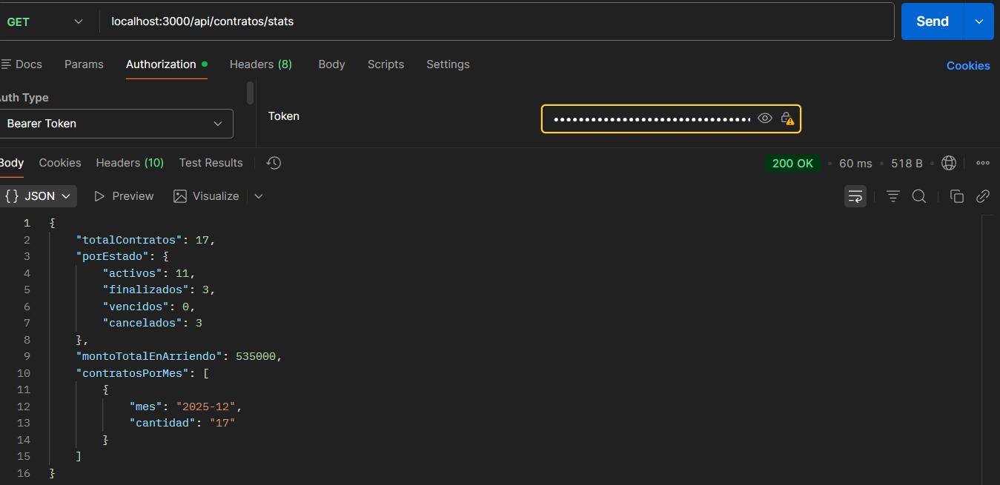 GET localhost:3000/api/contratos/stats Send
Docs Params Authorization Headers (8) Body Scripts Settings Cookies
Auth Type
Bearer Token
Token ••••••••••••••••••••••••••••••••
Body Cookies Headers (10) Test Results 200 OK • 60 ms • 518 B •
{} JSON Preview Visualize
1 {
2 "totalContratos": 17,
3 "porEstado": {
4 "activos": 11,
5 "finalizados": 3,
6 "vencidos": 0,
7 "cancelados": 3
8 },
9 "montoTotalEnArriendo": 535000,
10 "contratosPorMes": [
11 {
12 "mes": "2025-12",
13 "cantidad": "17"
14 }
15 ]
16 }